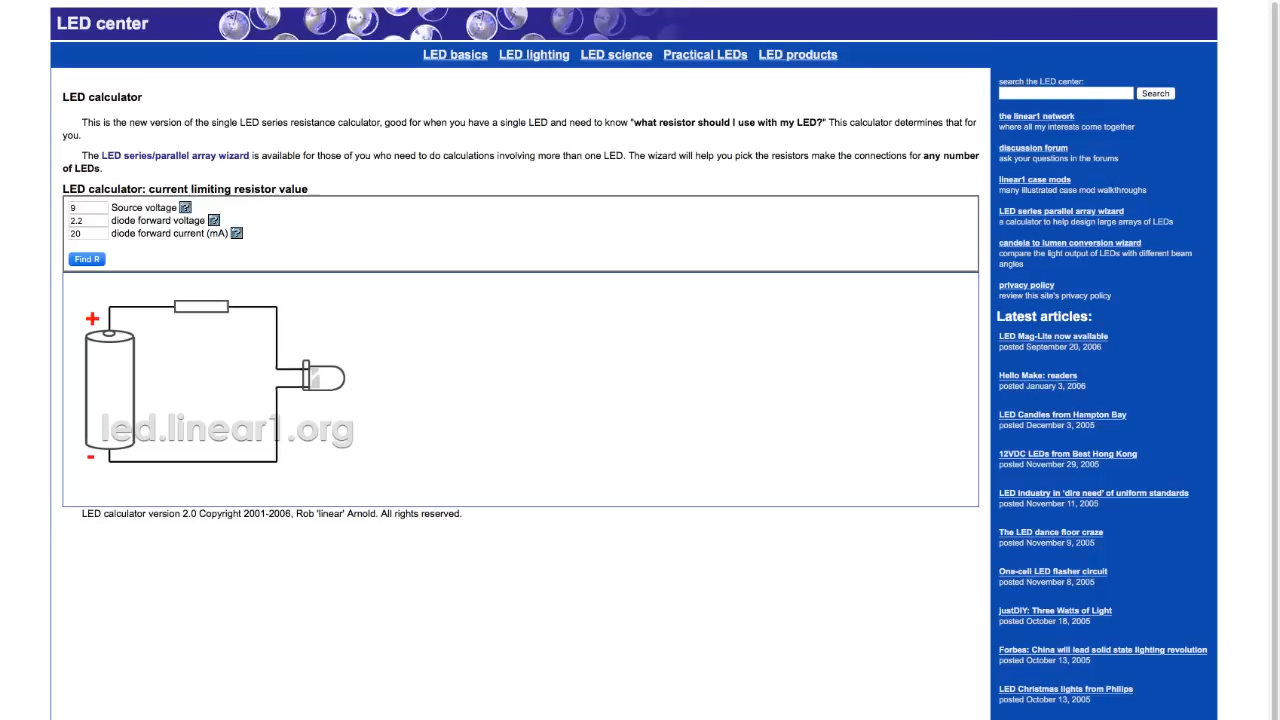 LED center
LED basics LED lighting LED science Practical LEDs LED products
LED calculator
This is the new version of the single LED series resistance calculator, good for when you have a single LED and need to know "what resistor should I use with my LED?" This calculator determines that for
you.
The LED series/parallel array wizard is available for those of you who need to do calculations involving more than one LED. The wizard will help you pick the resistors make the connections for any number
of LEDs.
LED calculator: current limiting resistor value
9 Source voltage ?
2.2 diode forward voltage ?
20 diode forward current (mA) ?
Find R
+
led.linear1.org
-
LED calculator version 2.0 Copyright 2001-2006, Rob 'linear' Arnold. All rights reserved.
search the LED center:
Search
the linear1 network
where all my interests come together
discussion forum
ask your questions in the forums
linear1 case mods
many illustrated case mod walkthroughs
LED series parallel array wizard
a calculator to help design large arrays of LEDs
candela to lumen conversion wizard
compare the light output of LEDs with different beam
angles
privacy policy
review this site's privacy policy
Latest articles:
LED Mag-Lite now available
posted September 20, 2006
Hello Make: readers
posted January 3, 2006
LED Candles from Hampton Bay
posted December 3, 2005
12VDC LEDs from Best Hong Kong
posted November 29, 2005
LED Industry in 'dire need' of uniform standards
posted November 11, 2005
The LED dance floor craze
posted November 9, 2005
One-cell LED flasher circuit
posted November 8, 2005
justDIY: Three Watts of Light
posted October 18, 2005
Forbes: China will lead solid state lighting revolution
posted October 13, 2005
LED Christmas lights from Philips
posted October 13, 2005